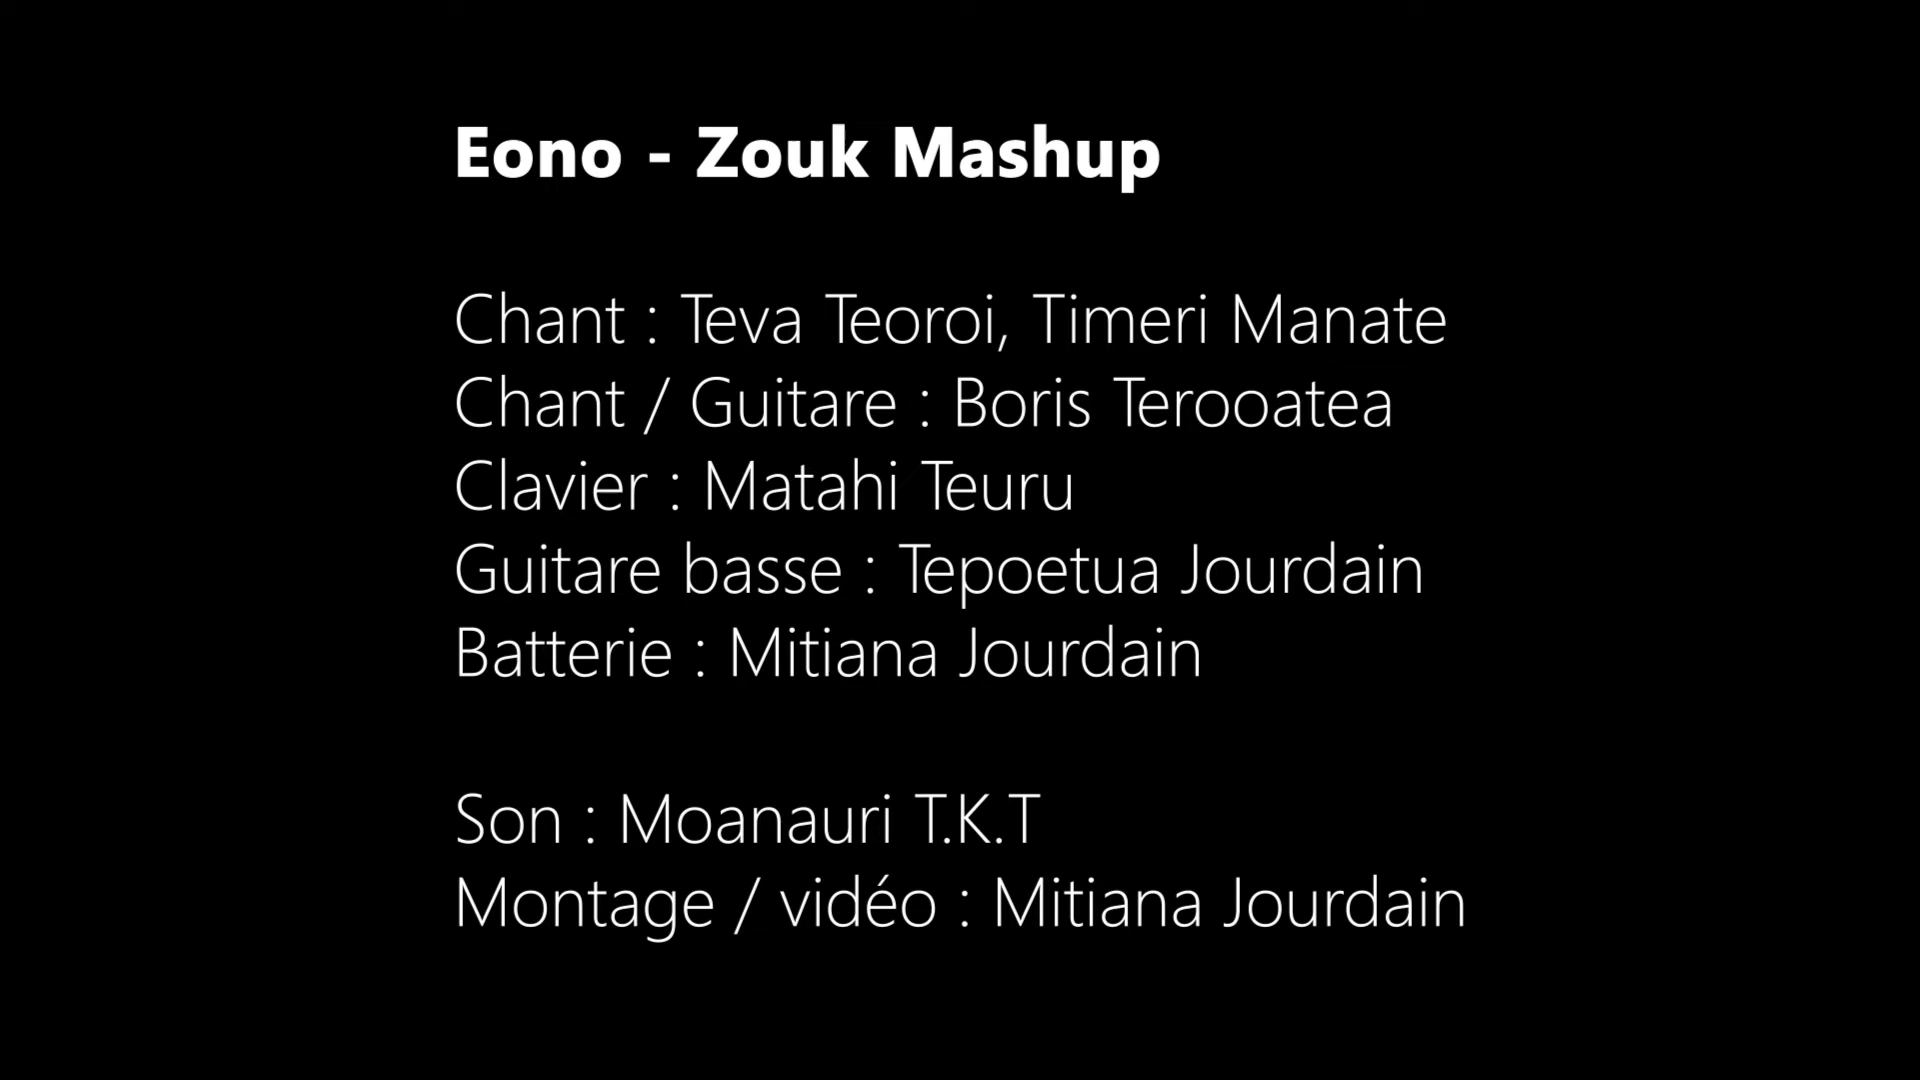 Eono - Zouk Mashup
Chant : Teva Teoroi, Timeri Manate
Chant / Guitare : Boris Terooatea
Clavier : Matahi Teuru
Guitare basse : Tepoetua Jourdain
Batterie : Mitiana Jourdain
Son : Moanauri T.K.T
Montage / vidéo : Mitiana Jourdain